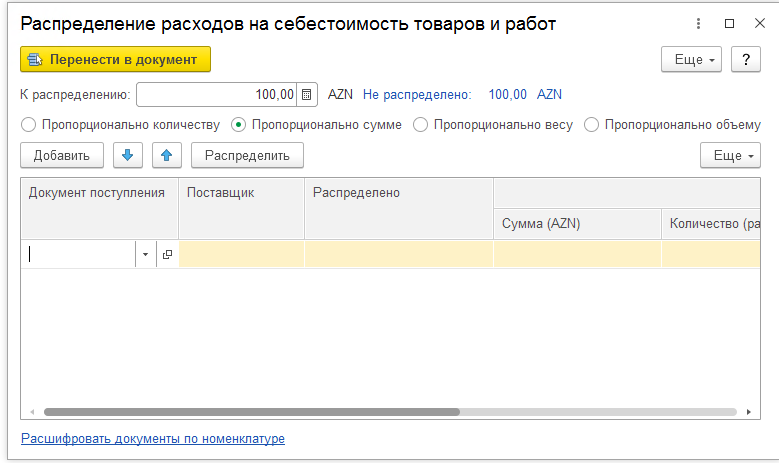 Распределение расходов на себестоимость товаров и работ
Перенести в документ Еще ?
К распределению: 100,00 AZN Не распределено: 100,00 AZN
Пропорционально количеству Пропорционально сумме Пропорционально весу Пропорционально объему
Добавить Распределить Еще
Документ поступления Поставщик Распределено
Сумма (AZN) Количество (ра
Расшифровать документы по номенклатуре